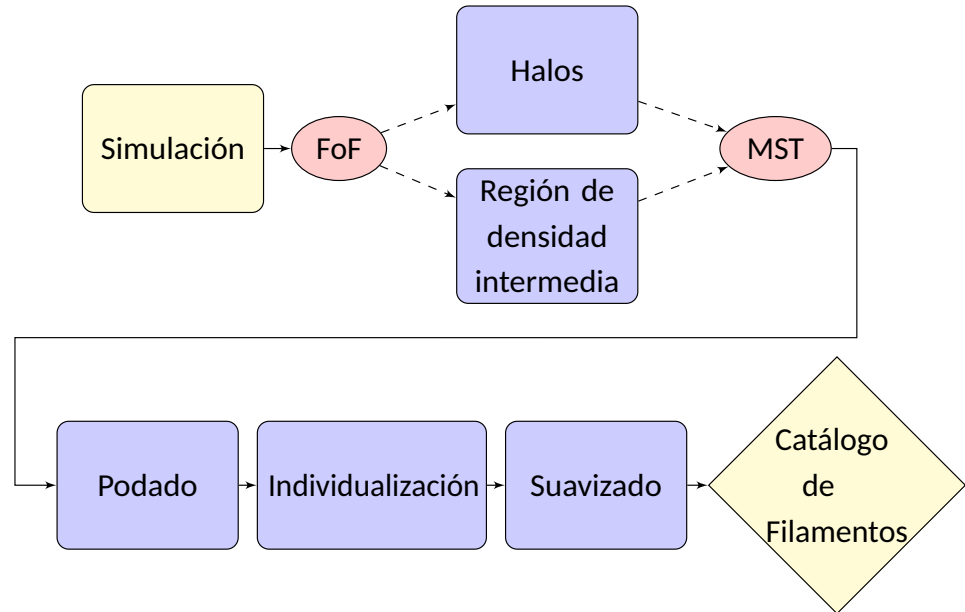 Simulación
FoF
Halos
Región de
densidad
intermedia
MST
Podado
Individualización
Suavizado
Catálogo
de
Filamentos